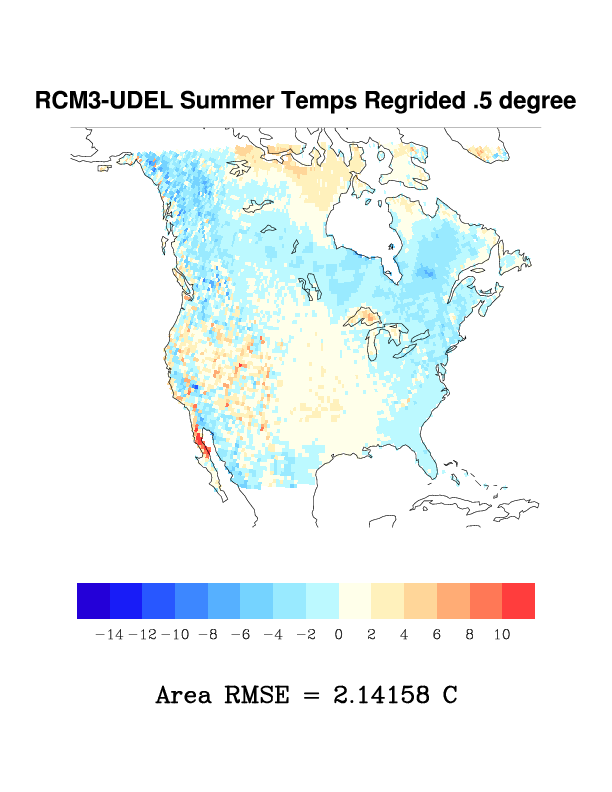 RCM3-UDEL Summer Temps Regrided .5 degree
−14 −12 −10 −8 −6 −4 −2 0 2 4 6 8 10
Area RMSE = 2.14158 C